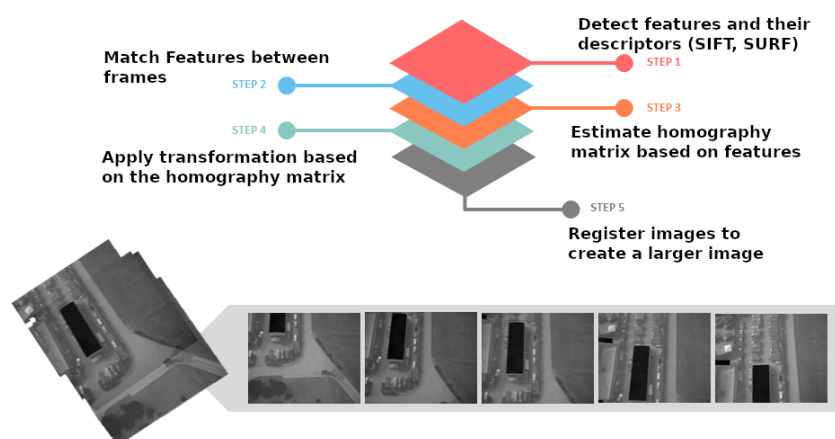 Detect features and their
descriptors (SIFT, SURF)
STEP 1
Match Features between
frames
STEP 2
STEP 3
Estimate homography
matrix based on features
STEP 4
Apply transformation based
on the homography matrix
STEP 5
Register images to
create a larger image